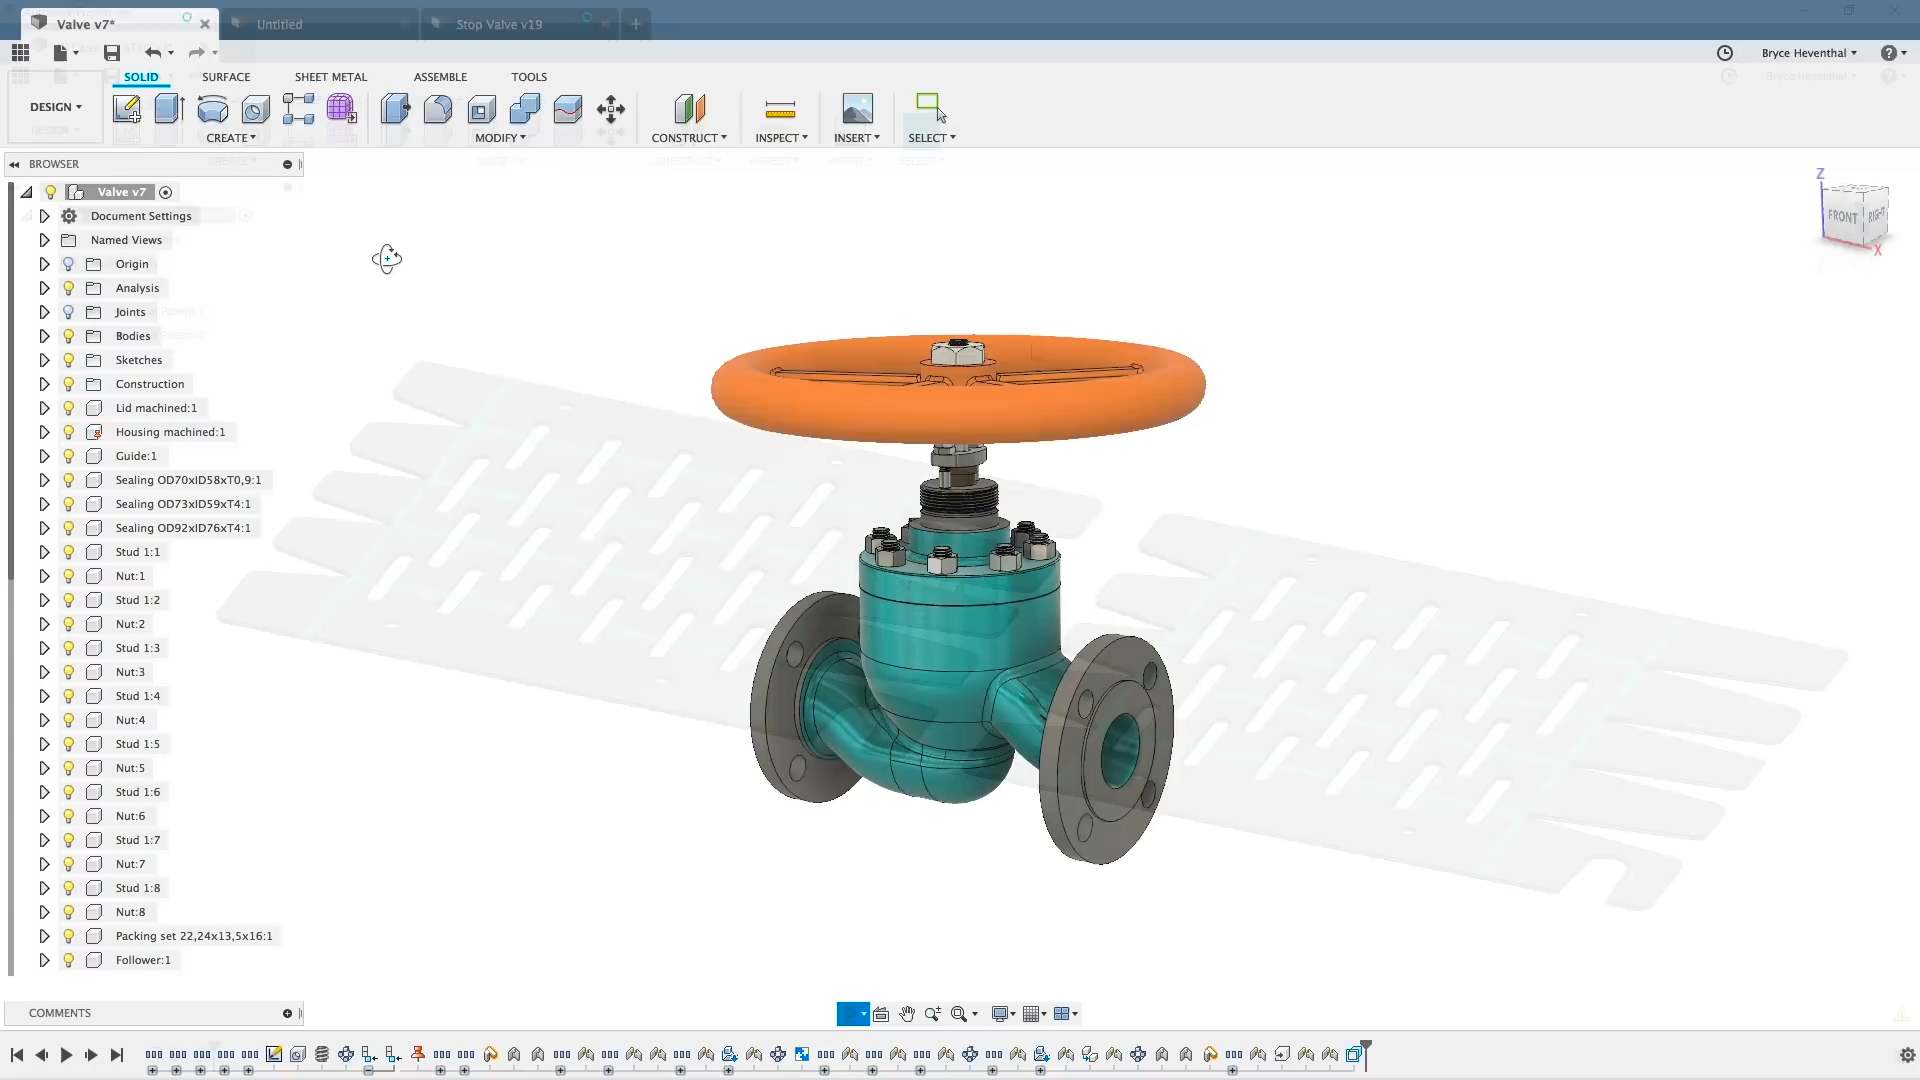 Valve v7*
Untitled
Stop Valve v19
Bryce Heventhal
SOLID
SURFACE
SHEET METAL
ASSEMBLE
TOOLS
DESIGN
CREATE
MODIFY
CONSTRUCT
INSPECT
INSERT
SELECT
BROWSER
Valve v7
Document Settings
Named Views
Origin
Analysis
Joints
Bodies
Sketches
Construction
Lid machined:1
Housing machined:1
Guide:1
Sealing OD70xID58xT0,9:1
Sealing OD73xID59xT4:1
Sealing OD92xID76xT4:1
Stud 1:1
Nut:1
Stud 1:2
Nut:2
Stud 1:3
Nut:3
Stud 1:4
Nut:4
Stud 1:5
Nut:5
Stud 1:6
Nut:6
Stud 1:7
Nut:7
Stud 1:8
Nut:8
Packing set 22,24x13,5x16:1
Follower:1
Z
FRONT
RIGHT
X
COMMENTS